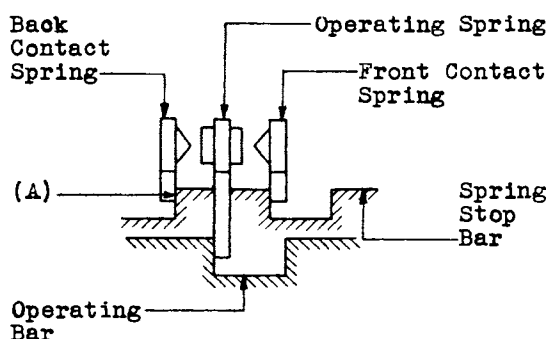 Back
Contact
Spring
Operating Spring
Front Contact
Spring
(A)
Spring
Stop
Bar
Operating
Bar